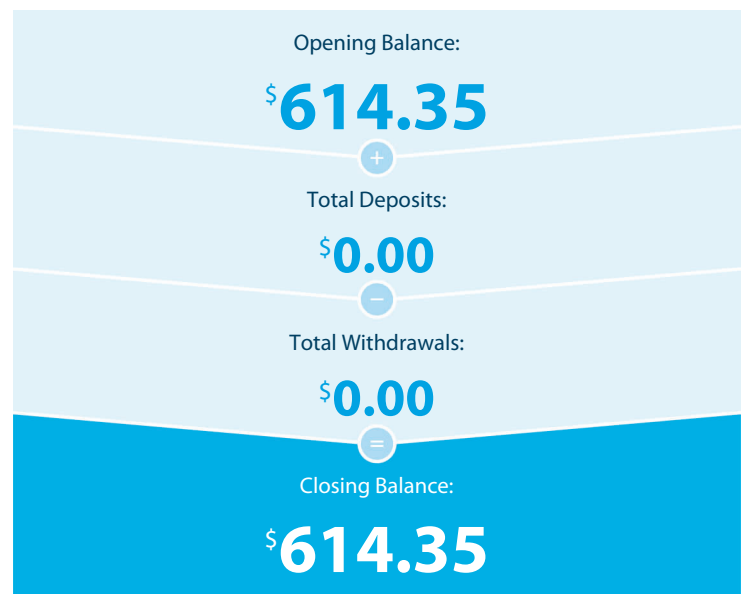 Opening Balance:
$614.35
+
Total Deposits:
$0.00
−
Total Withdrawals:
$0.00
=
Closing Balance:
$614.35